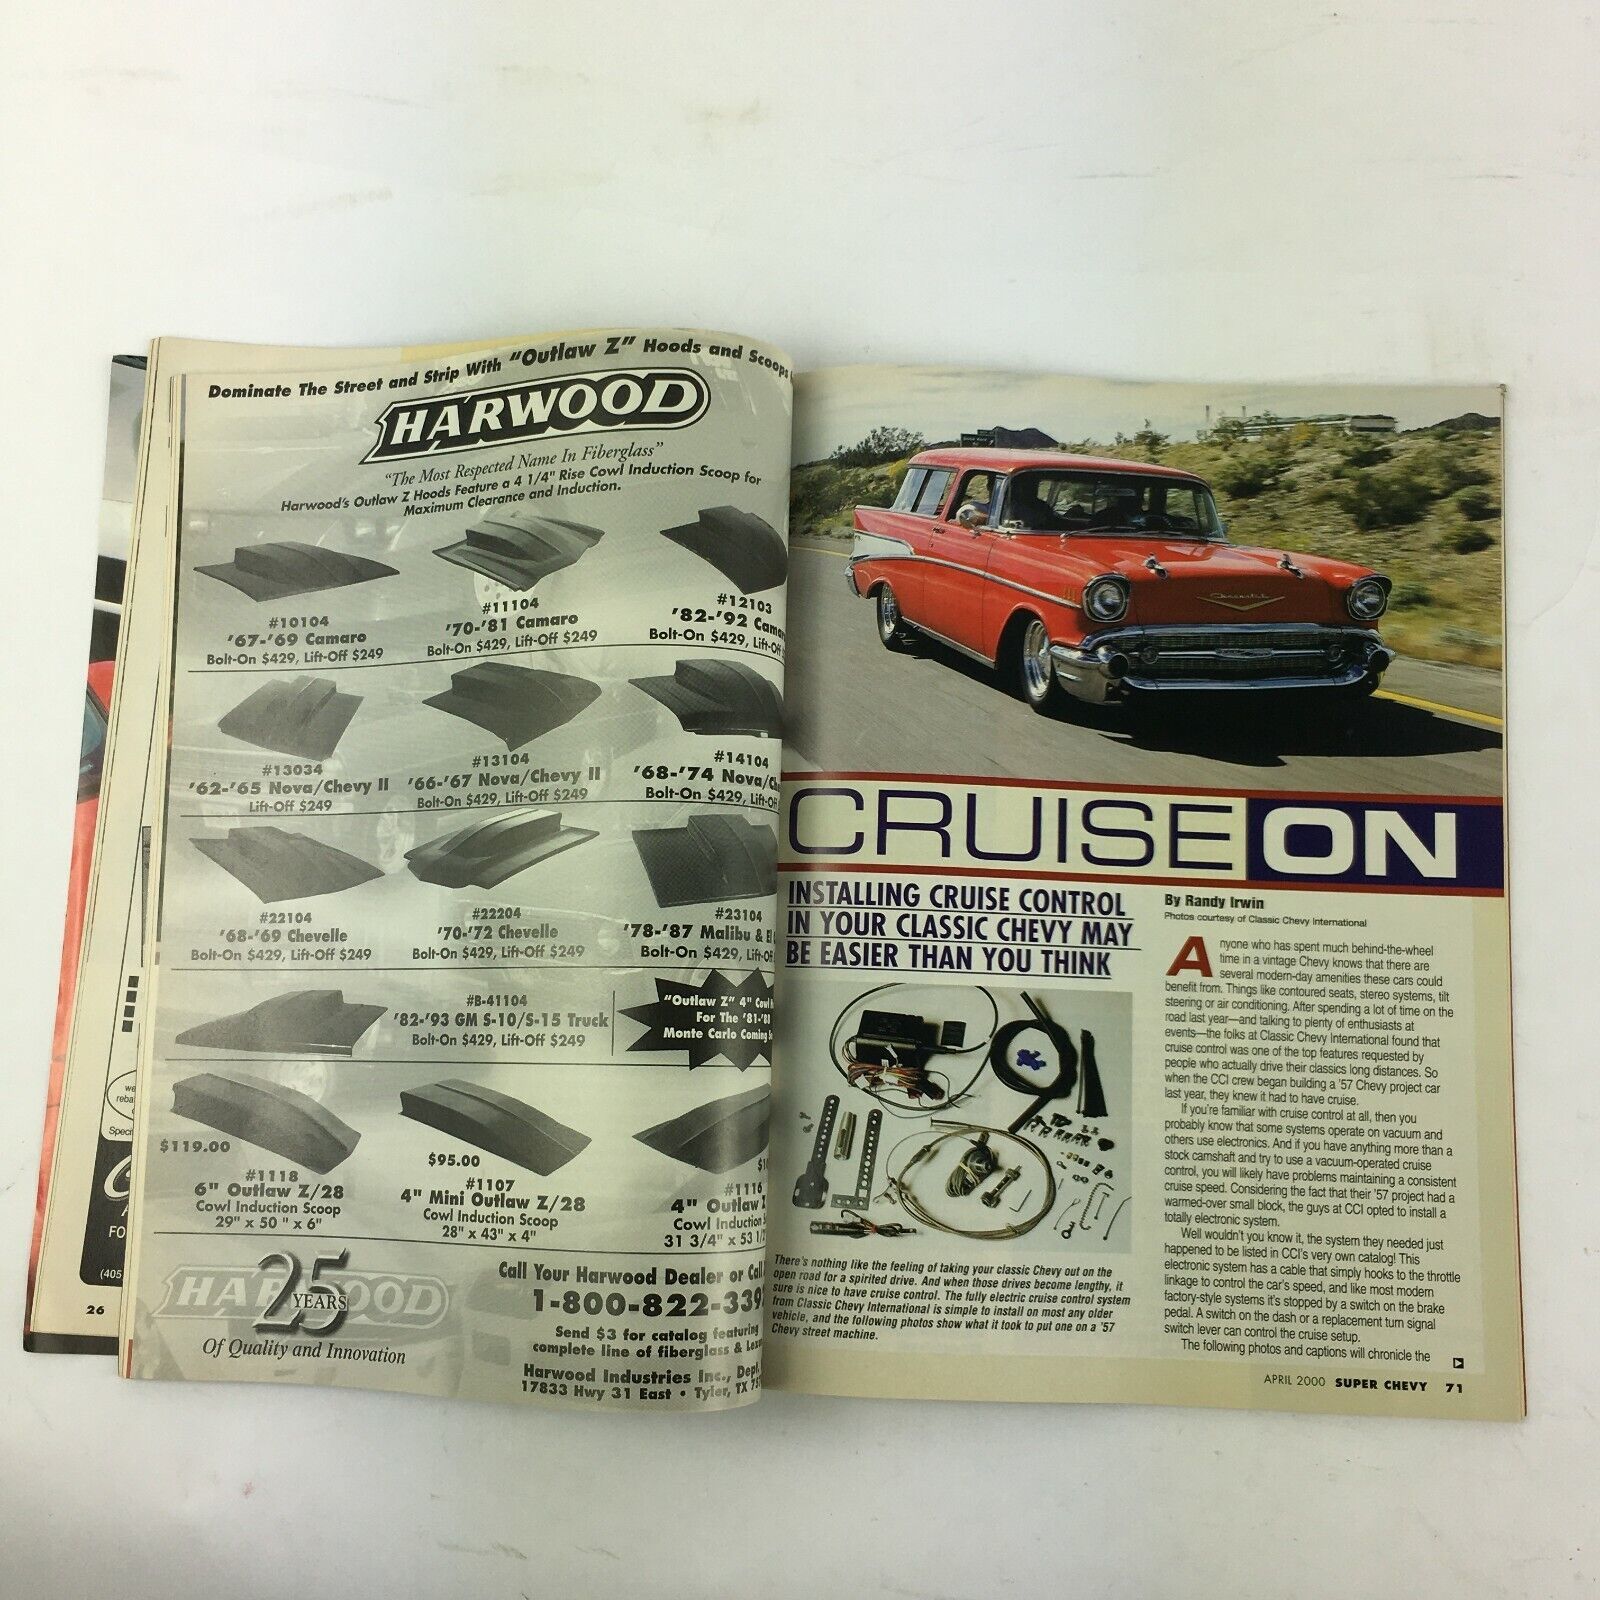 Dominate The Street and Strip With "Outlaw Z" Hoods and Scoops
HARWOOD
"The Most Respected Name In Fiberglass"
Harwood's Outlaw Z Hoods Feature a 4 1/4" Rise Cowl Induction Scoop for
Maximum Clearance and Induction.
#10104
'67-'69 Camaro
Bolt-On $429, Lift-Off $249
#11104
'70-'81 Camaro
Bolt-On $429, Lift-Off $249
#12103
'82-'92
Bolt-On $429,
#13034
'62-'65 Nova/Chevy II
Lift-Off $249
#13104
'66-'67 Nova/Chevy II
Bolt-On $429, Lift-Off $249
#14104
'68-'74
Bolt-On $429,
#22104
'68-'69 Chevelle
Bolt-On $429, Lift-Off $249
#22204
'70-'72 Chevelle
Bolt-On $429, Lift-Off $249
#23104
'78-'87 Malibu &
Bolt-On $429,
#B-41104
'82-'93 GM S-10/S-15 Truck
Bolt-On $429, Lift-Off $249
"Outlaw Z" 4" Cowl
For The '81-'88
Monte Carlo Coming
$119.00
#1118
6" Outlaw Z/28
Cowl Induction Scoop
29" x 50 " x 6"
$95.00
#1107
4" Mini Outlaw Z/28
Cowl Induction Scoop
28" x 43" x 4"
#1116
4" Outlaw
Cowl Induction
31 3/4" x 53
HARWOOD
25
YEARS
Of Quality and Innovation
Call Your Harwood Dealer or Call
1-800-822-339
Send $3 for catalog featuring
complete line of fiberglass &
Harwood Industries Inc., Dept.
17833 Hwy 31 East • Tyler, TX
we
reba
Speci
A
FO
(405
26
Chevrolet
CRUISE ON
INSTALLING CRUISE CONTROL
IN YOUR CLASSIC CHEVY MAY
BE EASIER THAN YOU THINK
There's nothing like the feeling of taking your classic Chevy out on the
open road for a spirited drive. And when those drives become lengthy, it
sure is nice to have cruise control. The fully electric cruise control system
from Classic Chevy International is simple to install on most any older
vehicle, and the following photos show what it took to put one on a '57
Chevy street machine.
By Randy Irwin
Photos courtesy of Classic Chevy International
Anyone who has spent much behind-the-wheel
time in a vintage Chevy knows that there are
several modern-day amenities these cars could
benefit from. Things like contoured seats, stereo systems, tilt
steering or air conditioning. After spending a lot of time on the
road last year—and talking to plenty of enthusiasts at
events—the folks at Classic Chevy International found that
cruise control was one of the top features requested by
people who actually drive their classics long distances. So
when the CCI crew began building a '57 Chevy project car
last year, they knew it had to have cruise.
If you're familiar with cruise control at all, then you
probably know that some systems operate on vacuum and
others use electronics. And if you have anything more than a
stock camshaft and try to use a vacuum-operated cruise
control, you will likely have problems maintaining a consistent
cruise speed. Considering the fact that their '57 project had a
warmed-over small block, the guys at CCI opted to install a
totally electronic system.
Well wouldn't you know it, the system they needed just
happened to be listed in CCI's very own catalog! This
electronic system has a cable that simply hooks to the throttle
linkage to control the car's speed, and like most modern
factory-style systems it's stopped by a switch on the brake
pedal. A switch on the dash or a replacement turn signal
switch lever can control the cruise setup.
The following photos and captions will chronicle the
APRIL 2000 SUPER CHEVY 71